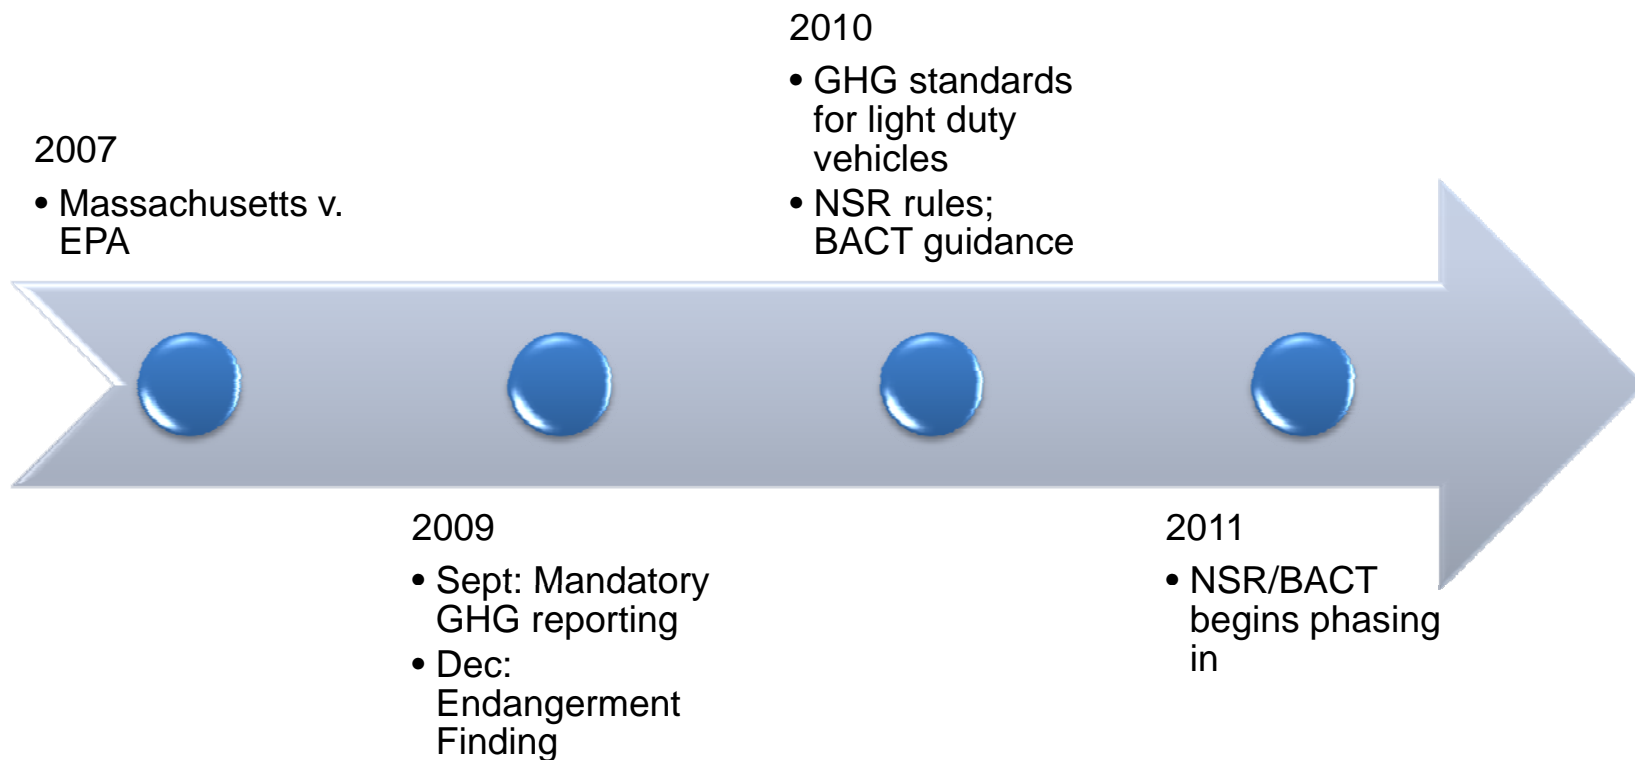 2007
• Massachusetts v.
EPA
2009
• Sept: Mandatory
GHG reporting
• Dec:
Endangerment
Finding
2010
• GHG standards
for light duty
vehicles
• NSR rules;
BACT guidance
2011
• NSR/BACT
begins phasing
in